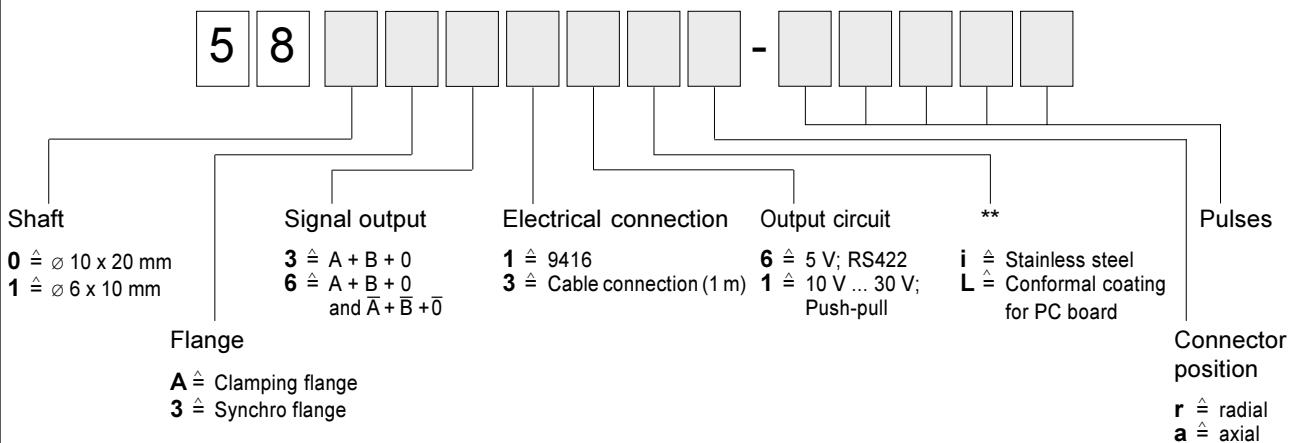 5 8 -
Shaft
0 ≙ ⌀ 10 x 20 mm
1 ≙ ⌀ 6 x 10 mm
Flange
A ≙ Clamping flange
3 ≙ Synchro flange
Signal output
3 ≙ A + B + 0
6 ≙ A + B + 0
and A̅ + B̅ + 0̅
Electrical connection
1 ≙ 9416
3 ≙ Cable connection (1 m)
Output circuit
6 ≙ 5 V; RS422
1 ≙ 10 V ... 30 V;
Push-pull
**
i ≙ Stainless steel
L ≙ Conformal coating
for PC board
Connector
position
r ≙ radial
a ≙ axial
Pulses